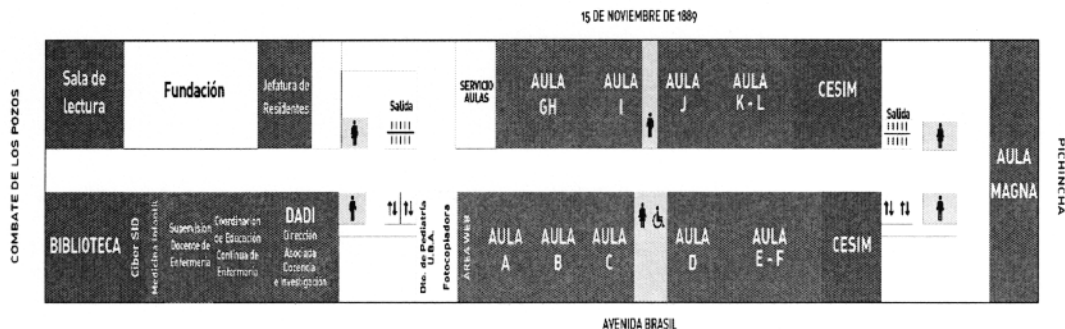 15 DE NOVIEMBRE DE 1889
COMBATE DE LOS POZOS
Sala de
lectura
Fundación
Jefatura de
Residentes
Salida
SERVICIO
AULAS
AULA
GH
AULA
I
AULA
J
AULA
K - L
CESIM
Salida
AULA
MAGNA
PICHINCHA
BIBLIOTECA
Ciber SID
Medicina Infantil
Supervisión
Docente de
Enfermería
Coordinacion
de Educación
Continua de
Enfermería
DADI
Dirección
Asociada
Docencia
e Investigación
Dto. de Pediatría
U.B.A.
Fotocopiadora
ÁREA WEB
AULA
A
AULA
B
AULA
C
AULA
D
AULA
E - F
CESIM
AVENIDA BRASIL